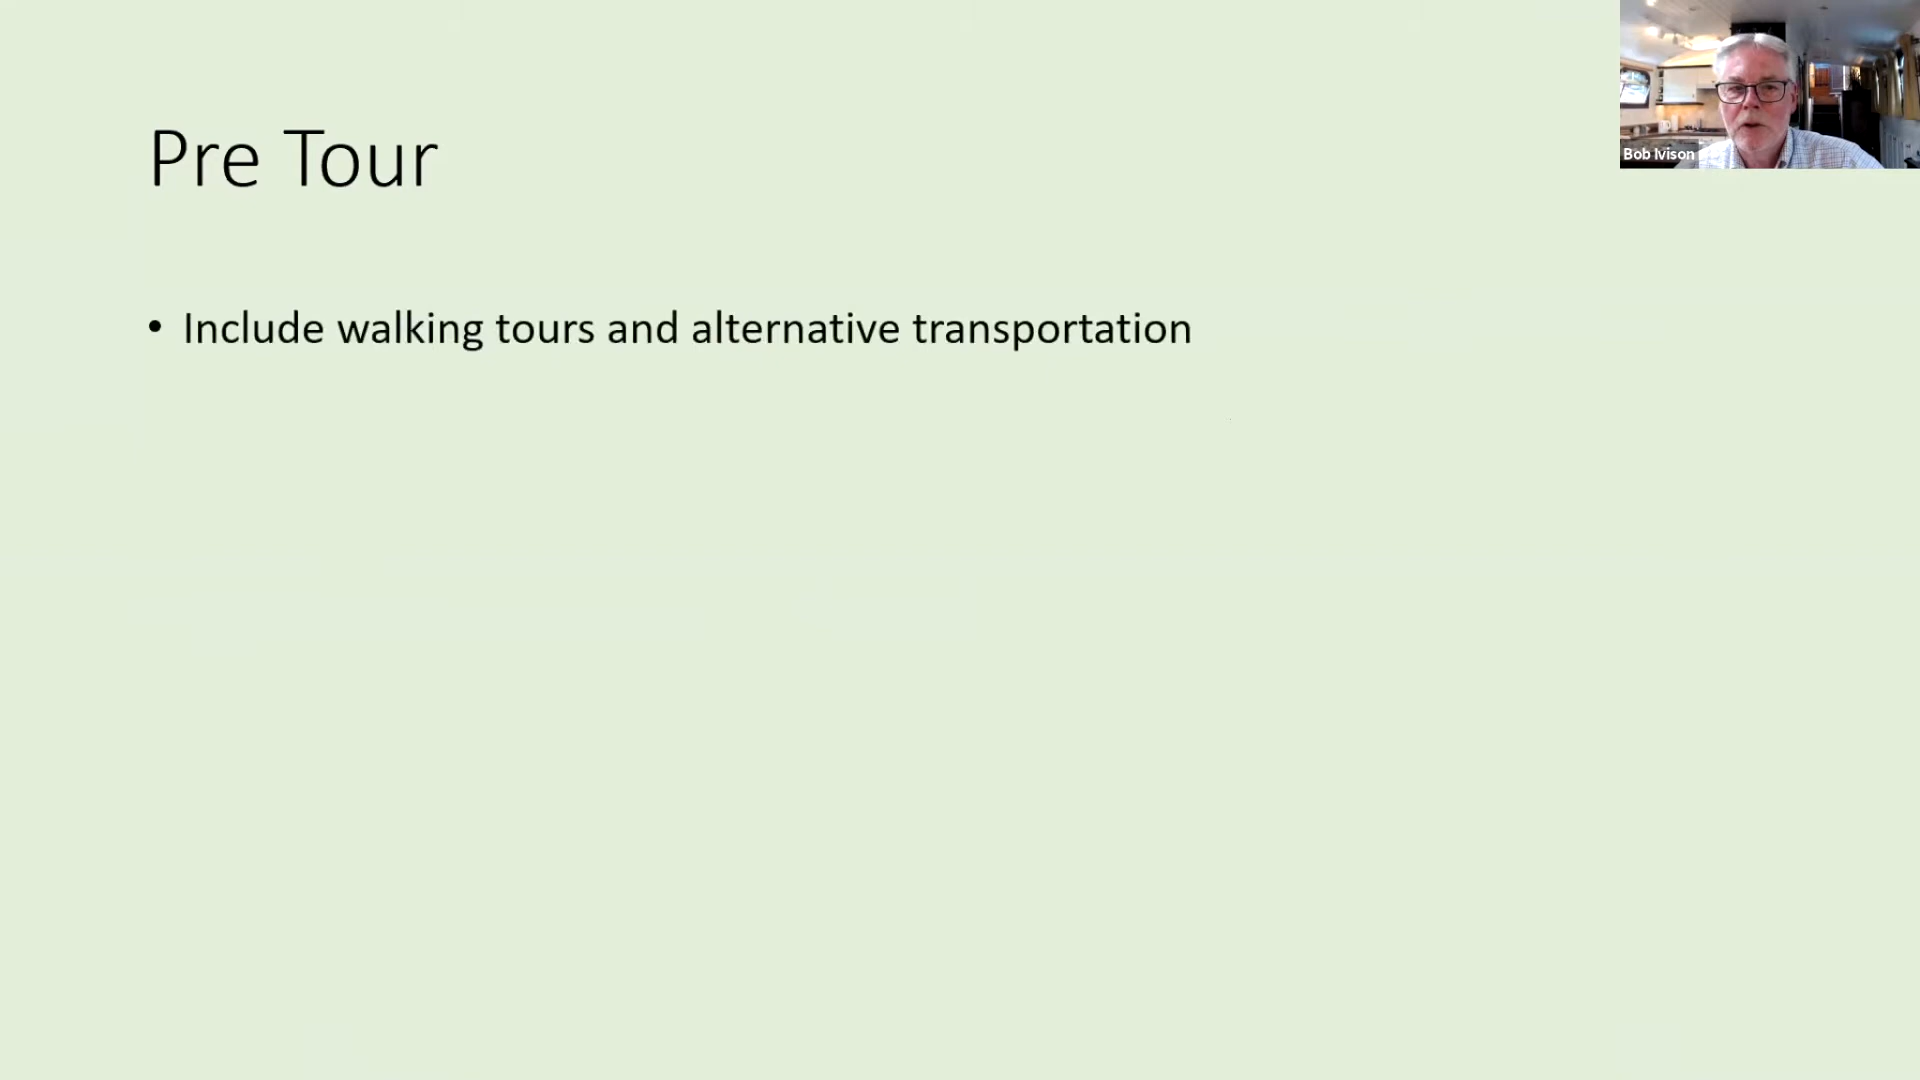 Pre Tour
Bob Ivison
• Include walking tours and alternative transportation